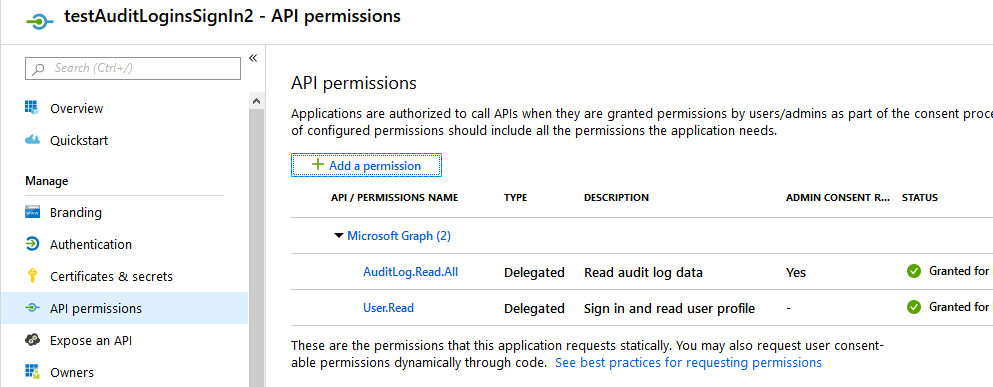 testAuditLoginsSignIn2 - API permissions
Search (Ctrl+/)
«
Overview
Quickstart
Manage
Branding
Authentication
Certificates & secrets
API permissions
Expose an API
Owners
API permissions
Applications are authorized to call APIs when they are granted permissions by users/admins as part of the consent
of configured permissions should include all the permissions the application needs.
+ Add a permission
API / PERMISSIONS NAME TYPE DESCRIPTION ADMIN CONSENT R... STATUS
Microsoft Graph (2)
AuditLog.Read.All Delegated Read audit log data Yes Granted for
User.Read Delegated Sign in and read user profile - Granted for
These are the permissions that this application requests statically. You may also request user consent-
able permissions dynamically through code. See best practices for requesting permissions